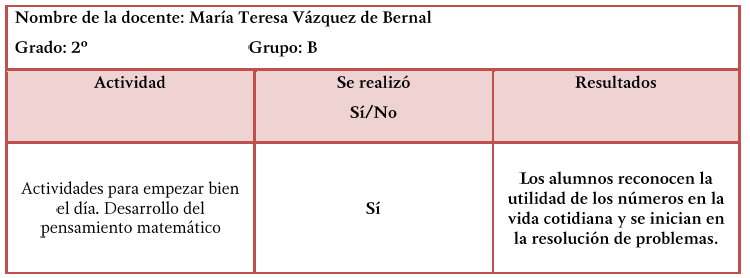 Nombre de la docente: María Teresa Vázquez de Bernal
Grado: 2º Grupo: B
Actividad Se realizó Resultados
Sí/No
Actividades para empezar bien
el día. Desarrollo del
pensamiento matemático
Sí
Los alumnos reconocen la
utilidad de los números en la
vida cotidiana y se inician en
la resolución de problemas.